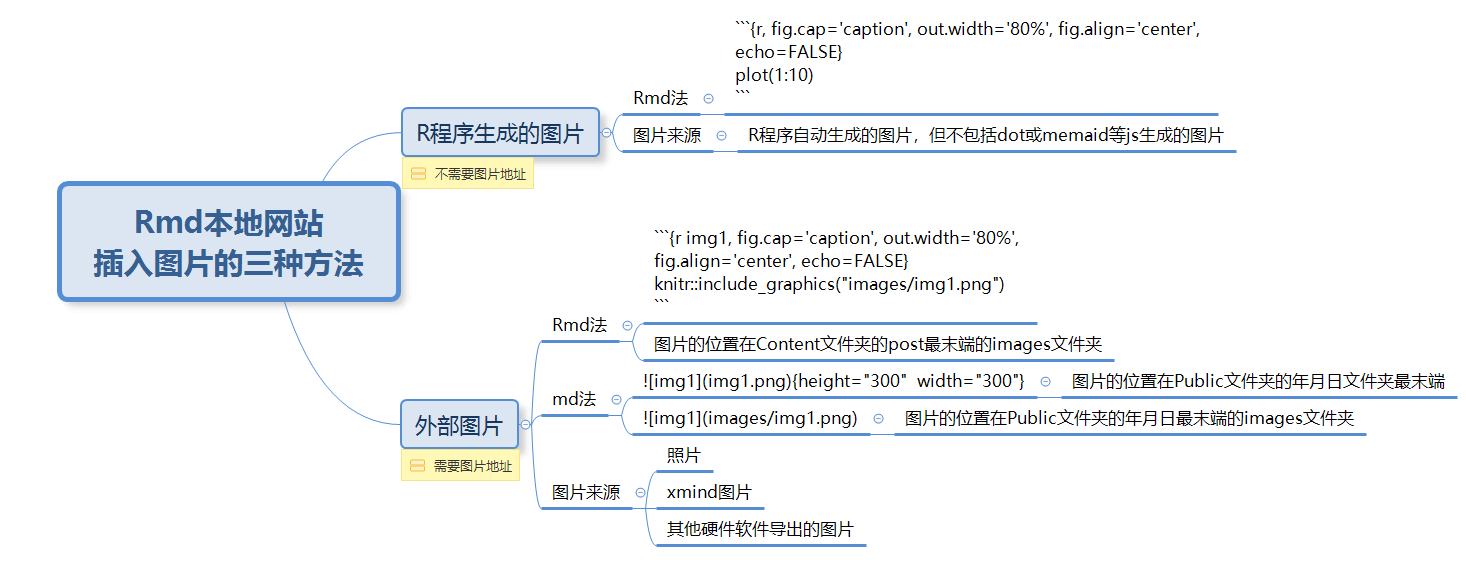 Rmd本地网站
插入图片的三种方法
R程序生成的图片
不需要图片地址
Rmd法
```{r, fig.cap='caption', out.width='80%', fig.align='center',
echo=FALSE}
plot(1:10)
```
图片来源
R程序自动生成的图片，但不包括dot或memaid等js生成的图片
外部图片
需要图片地址
Rmd法
```{r img1, fig.cap='caption', out.width='80%',
fig.align='center', echo=FALSE}
knitr::include_graphics("images/img1.png")
```
图片的位置在Content文件夹的post最末端的images文件夹
md法
![img1](img1.png){height="300"  width="300"}
图片的位置在Public文件夹的年月日文件夹最末端
![img1](images/img1.png)
图片的位置在Public文件夹的年月日最末端的images文件夹
图片来源
照片
xmind图片
其他硬件软件导出的图片